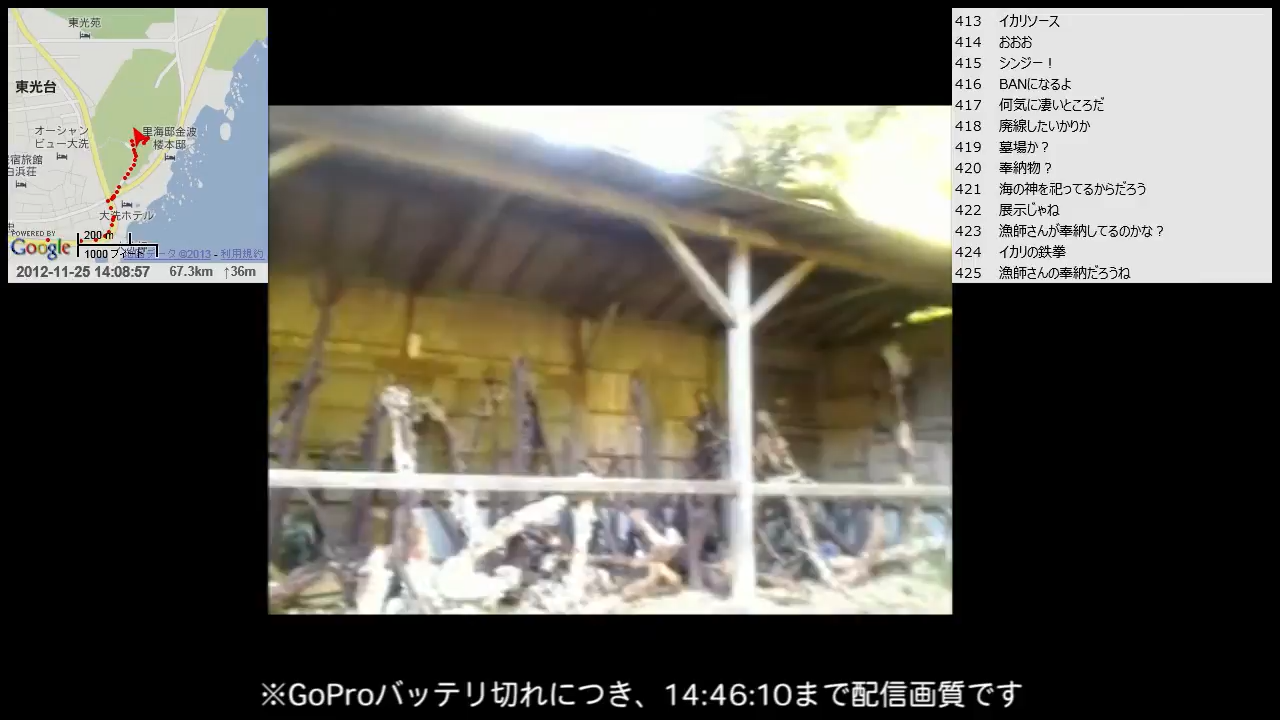 東光苑
東光台
オーシャン
ビュー大洗
里海邸金波
楼本邸
宿旅館
白浜荘
大洗ホテル
POWERED BY
Google
200 m
1000 フィート
データ ©2013 - 利用規約
2012-11-25 14:08:57 67.3km ↑36m
413 イカリソース
414 おおお
415 シンジー！
416 BANになるよ
417 何気に凄いところだ
418 廃線したいかりか
419 墓場か？
420 奉納物？
421 海の神を祀ってるからだろう
422 展示じゃね
423 漁師さんが奉納してるのかな？
424 イカリの鉄拳
425 漁師さんの奉納だろうね
※GoProバッテリ切れにつき、14:46:10まで配信画質です